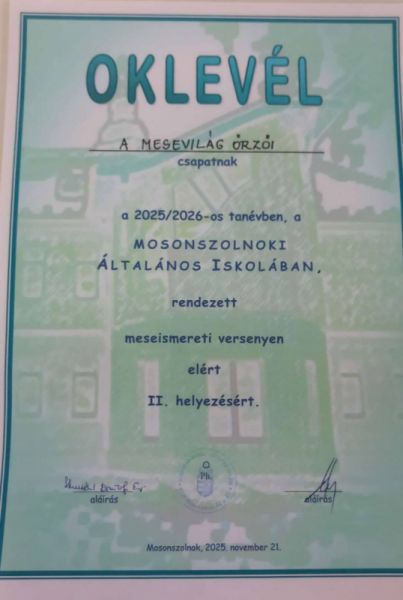 OKLEVÉL
A MESEVILÁG ŐRZŐI
csapatnak
a 2025/2026-os tanévben, a
MOSONSZOLNOKI
ÁLTALÁNOS ISKOLÁBAN,
rendezett
meseismereti versenyen
elért
II. helyezésért.
Ph.
aláírás
aláírás
Mosonszolnok, 2025. november 21.